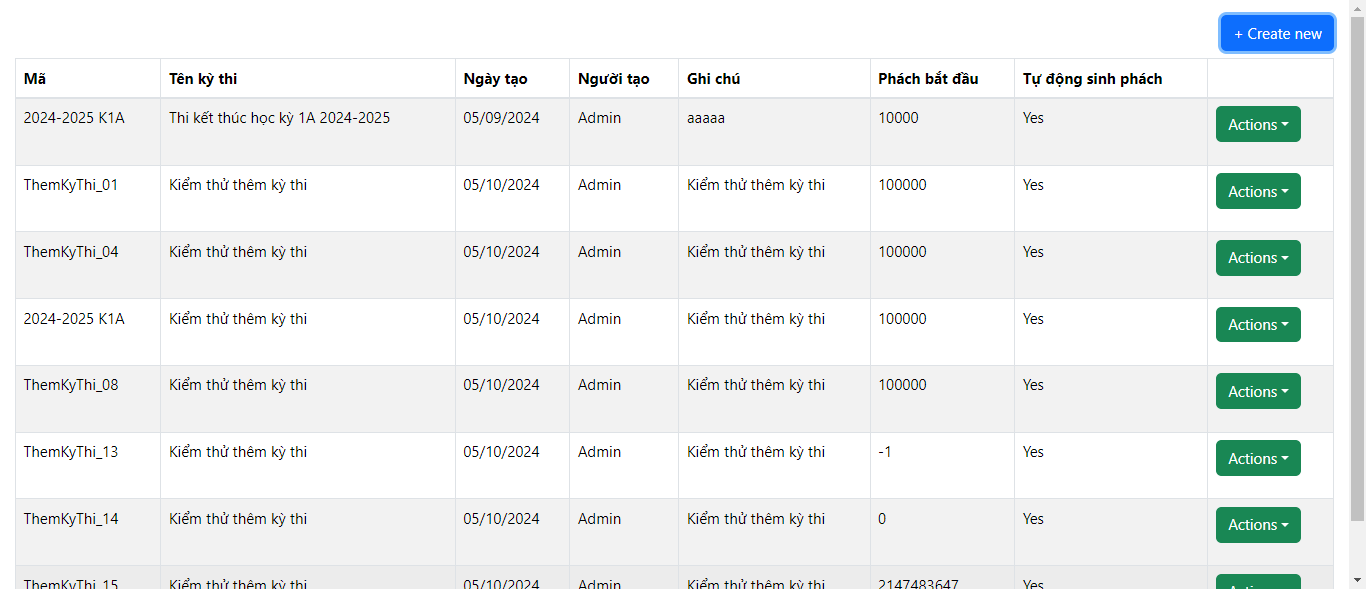 + Create new
Mã Tên kỳ thi Ngày tạo Người tạo Ghi chú Phách bắt đầu Tự động sinh phách
2024-2025 K1A Thi kết thúc học kỳ 1A 2024-2025 05/09/2024 Admin aaaaa 10000 Yes Actions
ThemKyThi_01 Kiểm thử thêm kỳ thi 05/10/2024 Admin Kiểm thử thêm kỳ thi 100000 Yes Actions
ThemKyThi_04 Kiểm thử thêm kỳ thi 05/10/2024 Admin Kiểm thử thêm kỳ thi 100000 Yes Actions
2024-2025 K1A Kiểm thử thêm kỳ thi 05/10/2024 Admin Kiểm thử thêm kỳ thi 100000 Yes Actions
ThemKyThi_08 Kiểm thử thêm kỳ thi 05/10/2024 Admin Kiểm thử thêm kỳ thi 100000 Yes Actions
ThemKyThi_13 Kiểm thử thêm kỳ thi 05/10/2024 Admin Kiểm thử thêm kỳ thi -1 Yes Actions
ThemKyThi_14 Kiểm thử thêm kỳ thi 05/10/2024 Admin Kiểm thử thêm kỳ thi 0 Yes Actions
ThemKyThi_15 Kiểm thử thêm kỳ thi 05/10/2024 Admin Kiểm thử thêm kỳ thi 2147483647 Yes